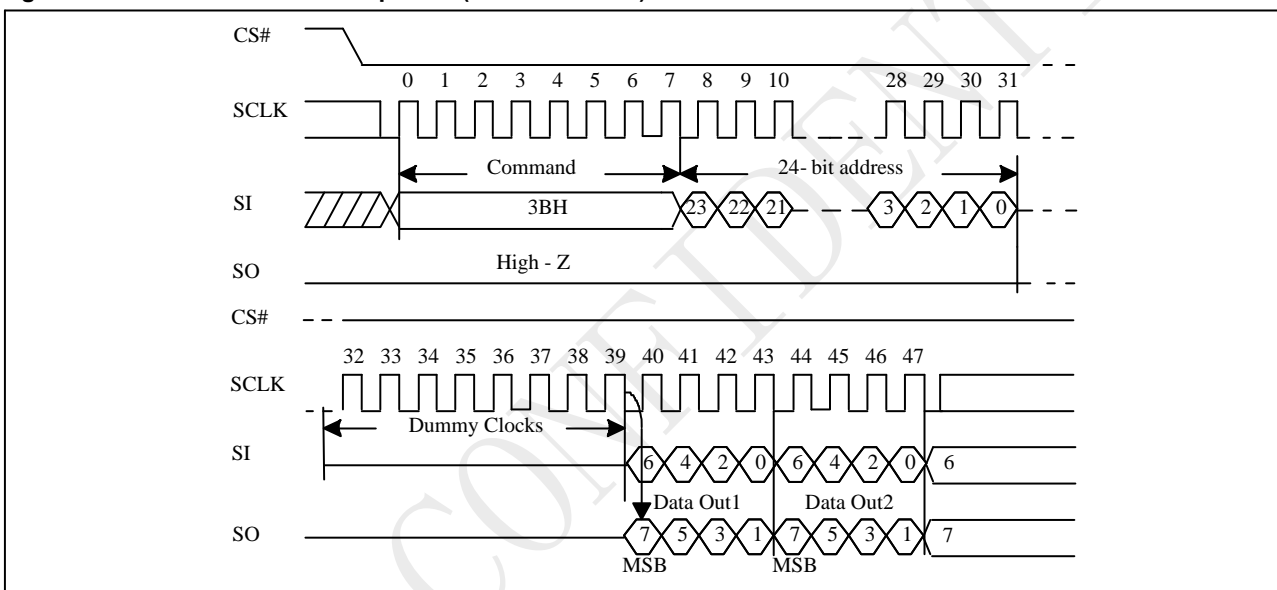 CS#
0 1 2 3 4 5 6 7 8 9 10 28 29 30 31
SCLK
Command 24- bit address
SI 3BH 23 22 21 3 2 1 0
High - Z
SO
CS#
32 33 34 35 36 37 38 39 40 41 42 43 44 45 46 47
SCLK
Dummy Clocks
SI 6 4 2 0 6 4 2 0 6
Data Out1 Data Out2
SO 7 5 3 1 7 5 3 1 7
MSB MSB